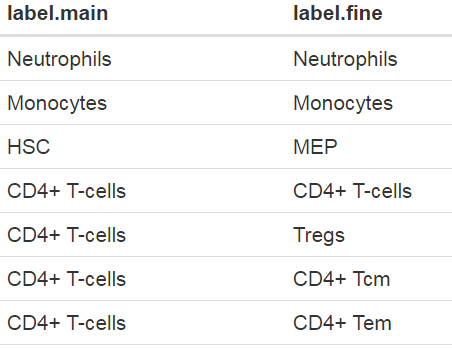 label.main label.fine
Neutrophils Neutrophils
Monocytes Monocytes
HSC MEP
CD4+ T-cells CD4+ T-cells
CD4+ T-cells Tregs
CD4+ T-cells CD4+ Tcm
CD4+ T-cells CD4+ Tem